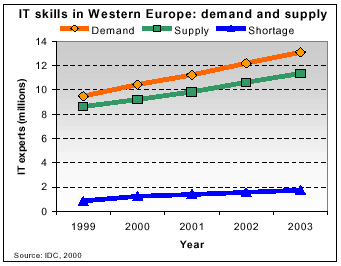 IT skills in Western Europe: demand and supply
Demand Supply Shortage
14
12
10
8
6
4
2
0
IT experts (millions)
1999 2000 2001 2002 2003
Year
Source: IDC, 2000